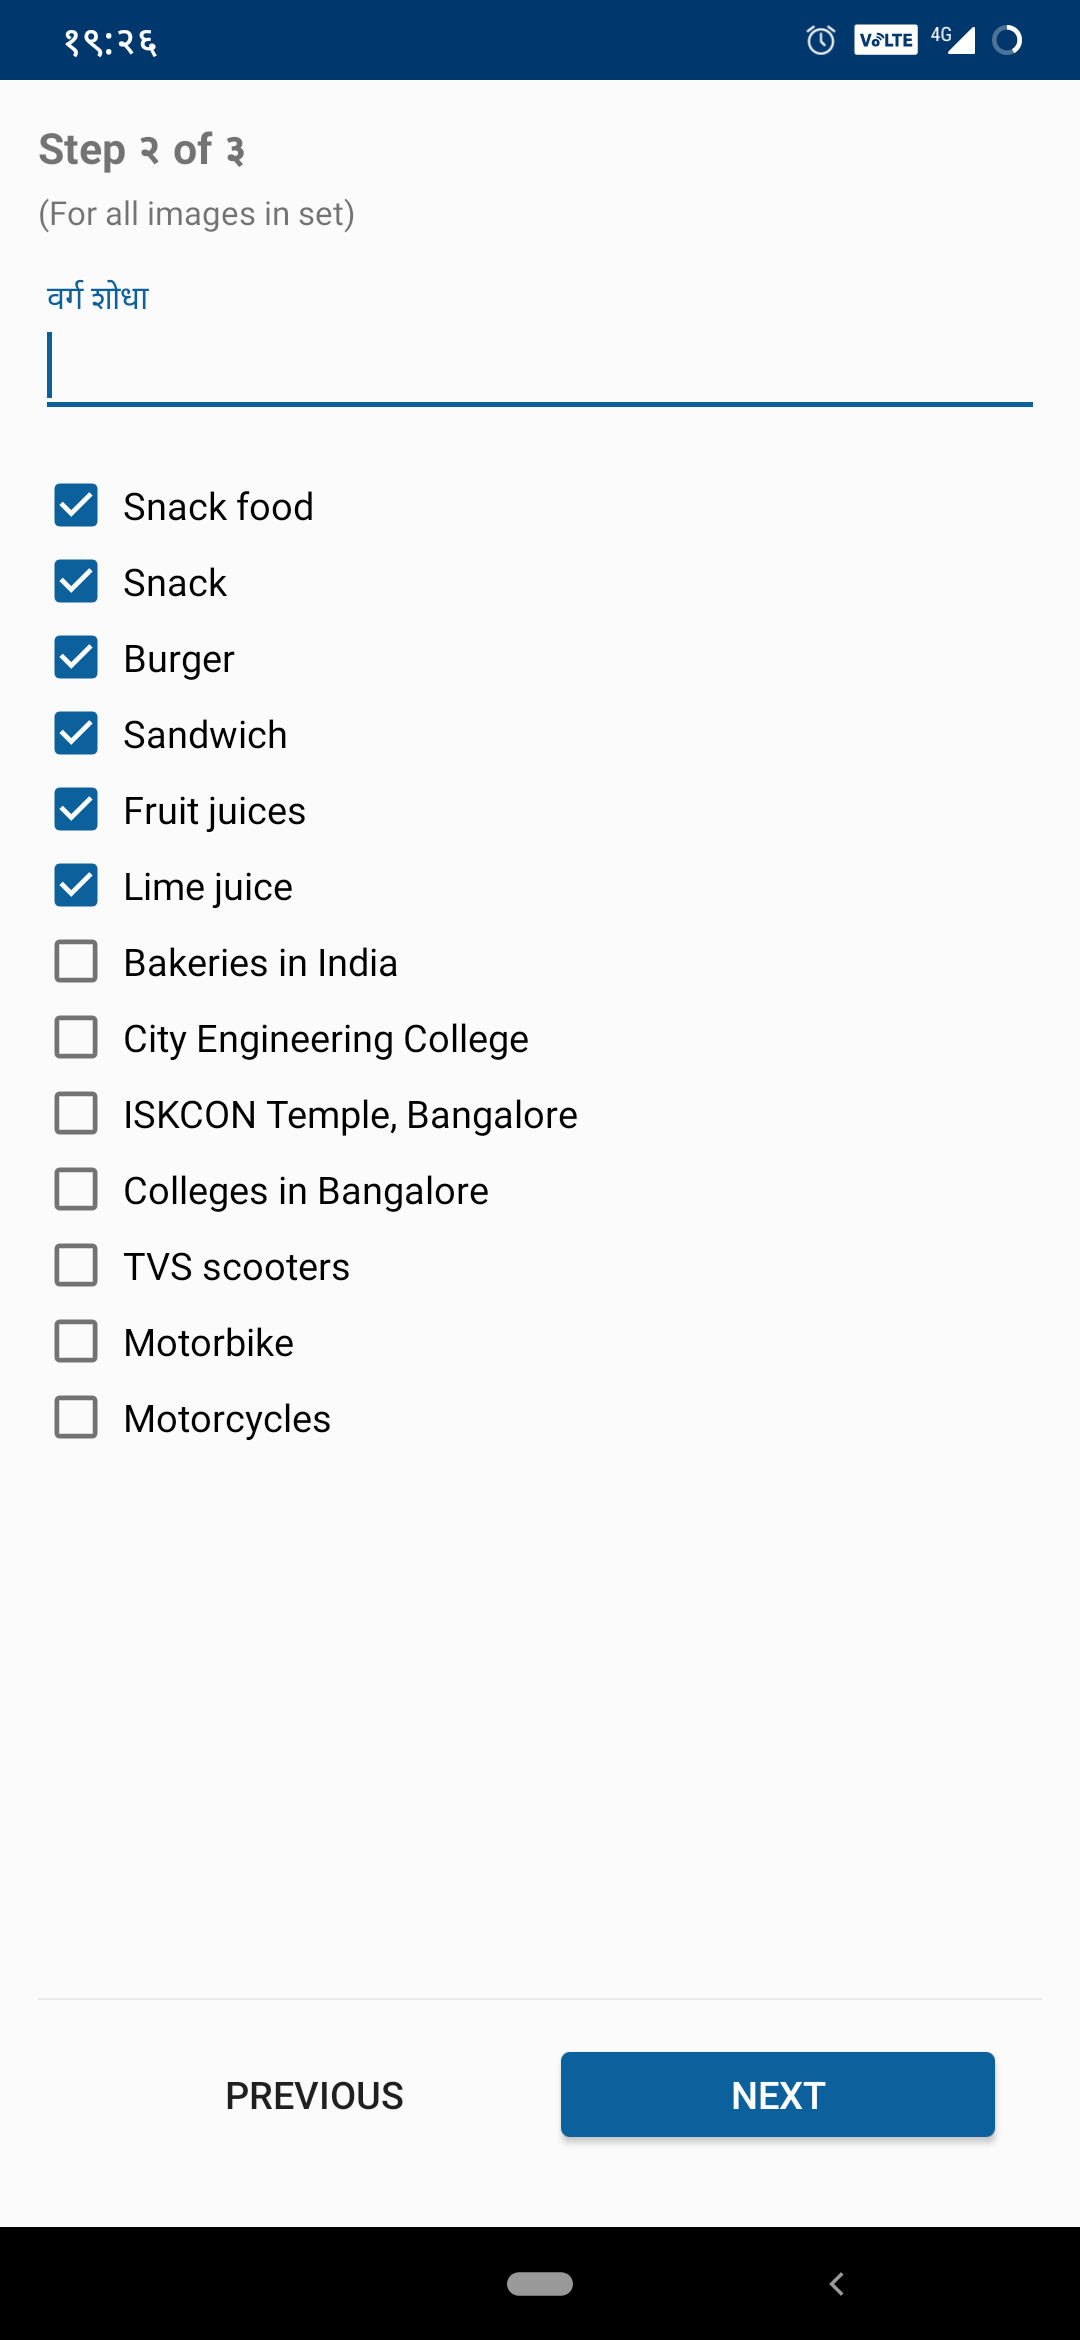 १९:२६
VoLTE
4G
Step २ of ३
(For all images in set)
वर्ग शोधा
Snack food
Snack
Burger
Sandwich
Fruit juices
Lime juice
Bakeries in India
City Engineering College
ISKCON Temple, Bangalore
Colleges in Bangalore
TVS scooters
Motorbike
Motorcycles
PREVIOUS
NEXT